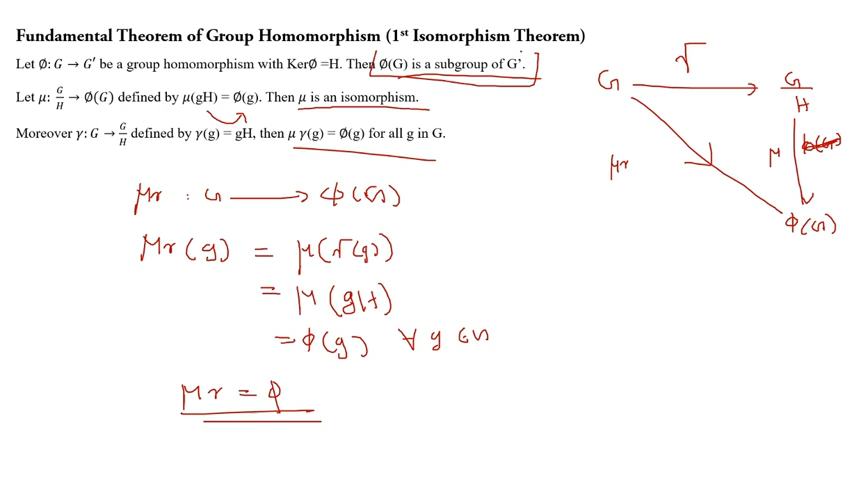 Fundamental Theorem of Group Homomorphism (1st Isomorphism Theorem)
Let Ø: G → G′ be a group homomorphism with KerØ =H. Then Ø(G) is a subgroup of G’.
Let μ: G/H → Ø(G) defined by μ(gH) = Ø(g). Then μ is an isomorphism.
Moreover γ: G → G/H defined by γ(g) = gH, then μ γ(g) = Ø(g) for all g in G.
μγ : G → ϕ(G)
μγ(g) = μ(γ(g))
= μ(gH)
= ϕ(g) ∀ g ∈ G
μγ = ϕ
γ
G → G/H
μγ
μ
ϕ(G)